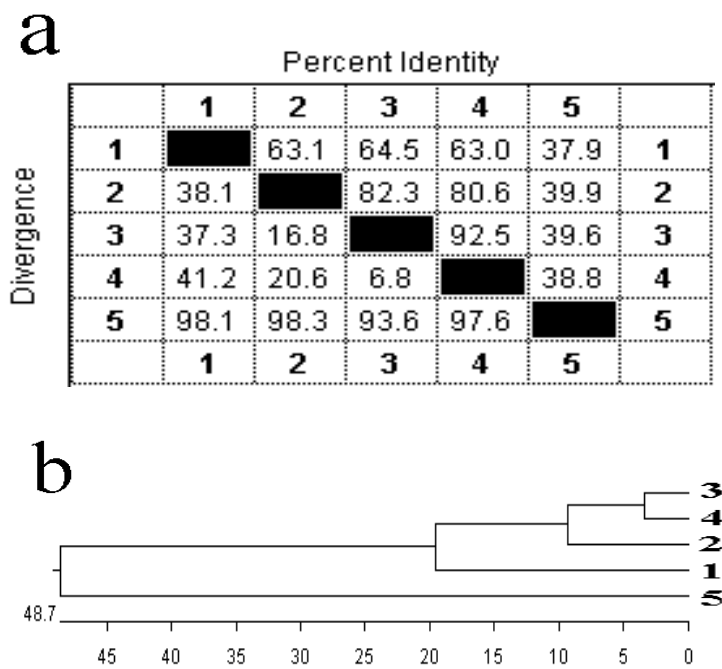 a
Percent Identity
Divergence
1 2 3 4 5
1 63.1 64.5 63.0 37.9 1
2 38.1 82.3 80.6 39.9 2
3 37.3 16.8 92.5 39.6 3
4 41.2 20.6 6.8 38.8 4
5 98.1 98.3 93.6 97.6 5
1 2 3 4 5
b
3
4
2
1
5
48.7
45 40 35 30 25 20 15 10 5 0